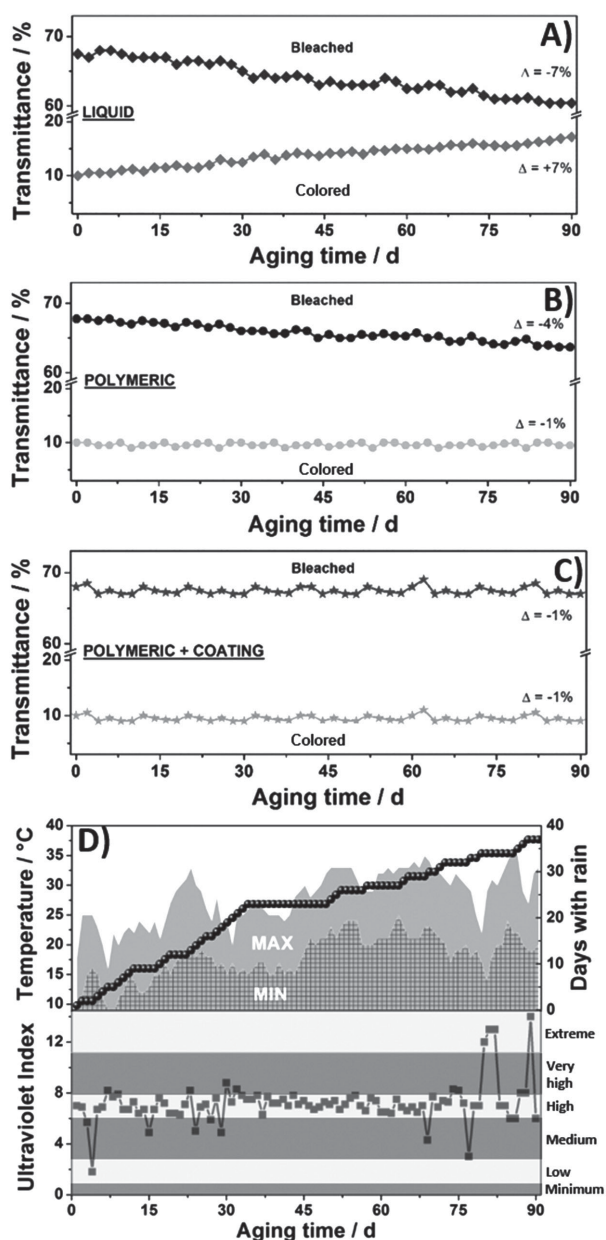 A)
Transmittance / %
70
60
20
10
Bleached
Δ = -7%
LIQUID
Δ = +7%
Colored
0 15 30 45 60 75 90
Aging time / d
B)
Transmittance / %
70
60
20
10
Bleached
Δ = -4%
POLYMERIC
Δ = -1%
Colored
0 15 30 45 60 75 90
Aging time / d
C)
Transmittance / %
70
60
20
10
Bleached
Δ = -1%
POLYMERIC + COATING
Δ = -1%
Colored
0 15 30 45 60 75 90
Aging time / d
D)
Temperature / °C
40
35
30
25
20
15
10
MAX
MIN
40
30
20
10
0
Days with rain
Ultraviolet Index
12
8
4
0
Extreme
Very
high
High
Medium
Low
Minimum
0 15 30 45 60 75 90
Aging time / d